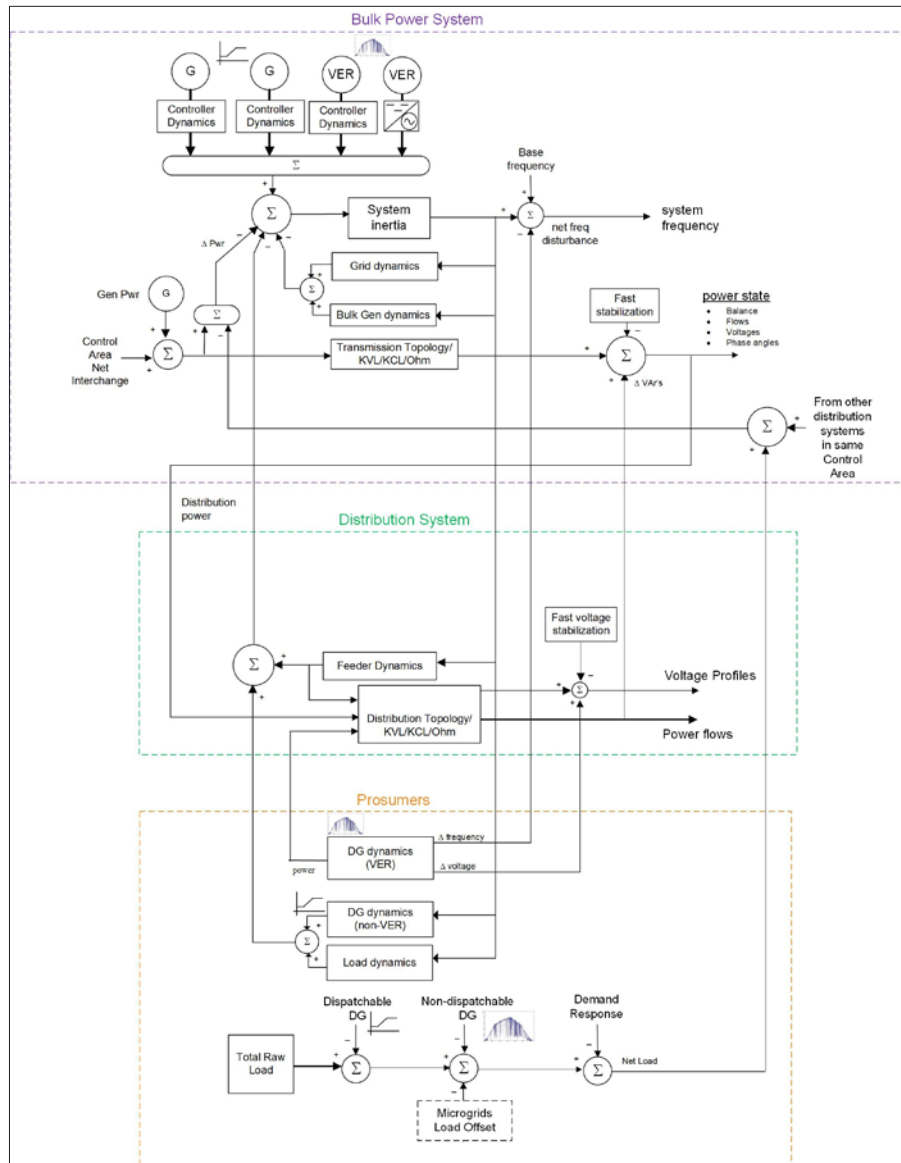 Bulk Power System
G
G
VER
VER
Controller
Dynamics
Controller
Dynamics
Controller
Dynamics
Σ
Base
frequency
+
+
Σ
System
inertia
+
Σ
system
frequency
−
−
−
−
net freq
disturbance
Δ Pwr
Grid dynamics
+
Σ
+
Bulk Gen dynamics
Gen Pwr
G
Σ
+
+
Fast
stabilization
power state
• Balance
• Flows
• Voltages
• Phase angles
−
+
Control
Area
Net
Interchange
+
Σ
+
Transmission Topology/
KVL/KCL/Ohm
+
Σ
+
Δ VAr's
−
From other
distribution
systems
in same
Control
Area
+
Σ
+
Distribution
power
Distribution System
Fast voltage
stabilization
Σ
+
+
Feeder Dynamics
−
+
Σ
+
Voltage Profiles
Distribution Topology/
KVL/KCL/Ohm
Power flows
Prosumers
DG dynamics
(VER)
Δ frequency
Δ voltage
power
DG dynamics
(non-VER)
+
Σ
+
Load dynamics
Dispatchable
DG
Non-dispatchable
DG
Demand
Response
−
−
−
Total Raw
Load
+
Σ
+
Σ
+
Σ
Net Load
−
Microgrids
Load Offset